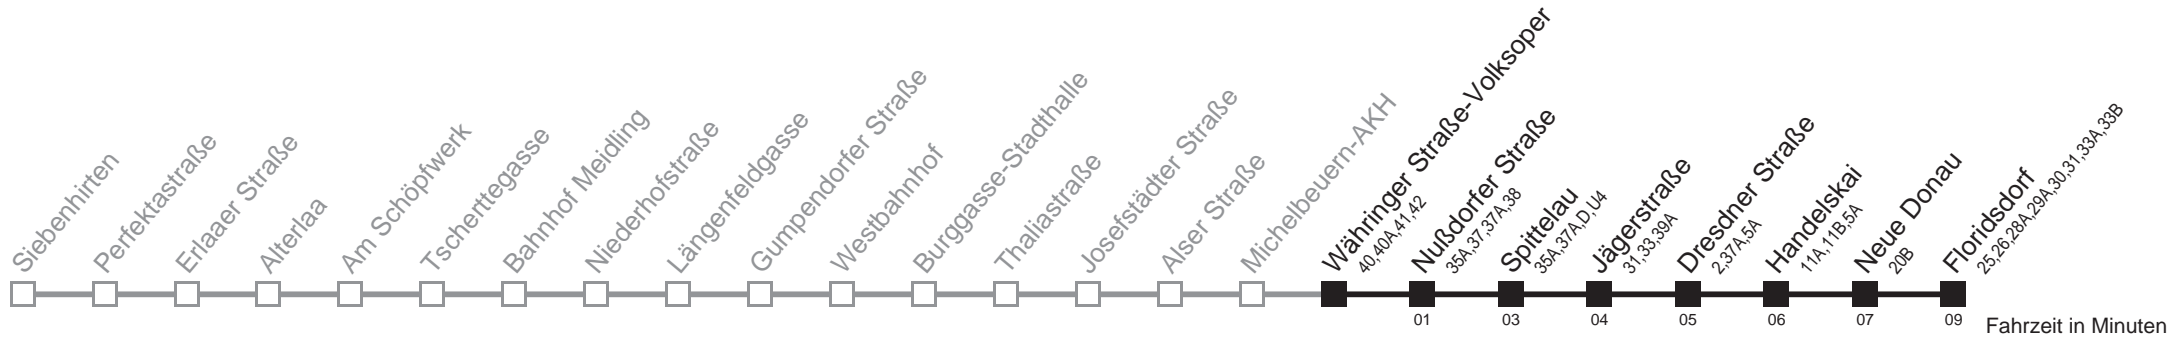 Siebenhirten
Perfektastraße
Erlaaer Straße
Alterlaa
Am Schöpfwerk
Tscherttegasse
Bahnhof Meidling
Niederhofstraße
Längenfeldgasse
Gumpendorfer Straße
Westbahnhof
Burggasse-Stadthalle
Thaliastraße
Josefstädter Straße
Alser Straße
Michelbeuern-AKH
Währinger Straße-Volksoper
40,40A,41,42
Nußdorfer Straße
35A,37,37A,38
Spittelau
35A,37A,D,U4
Jägerstraße
31,33,39A
Dresdner Straße
2,37A,5A
Handelskai
11A,11B,5A
Neue Donau
20B
Floridsdorf
25,26,28A,29A,30,31,33A,33B
01 03 04 05 06 07 09 Fahrzeit in Minuten